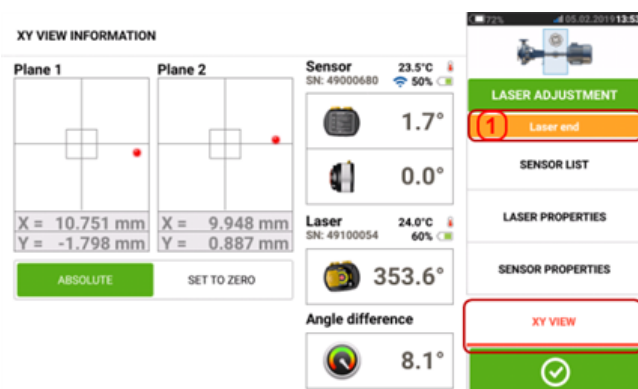 XY VIEW INFORMATION
Plane 1
X = 10.751 mm
Y = -1.798 mm
Plane 2
X = 9.948 mm
Y = 0.887 mm
ABSOLUTE
SET TO ZERO
Sensor 23.5°C
SN: 49000680 50%
1.7°
0.0°
Laser 24.0°C
SN: 49100054 60%
353.6°
Angle difference
8.1°
72% 05.02.2019 13:53
LASER ADJUSTMENT
1 Laser end
SENSOR LIST
LASER PROPERTIES
SENSOR PROPERTIES
XY VIEW